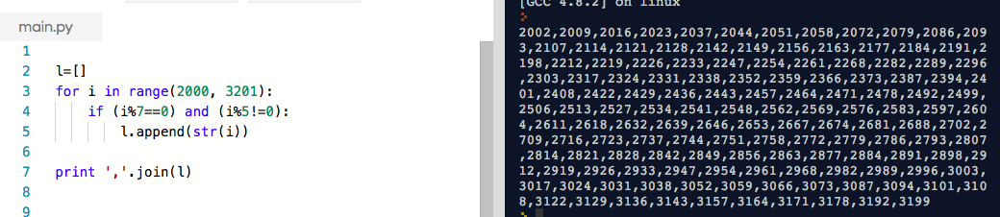 main.py
1
2 l=[]
3 for i in range(2000, 3201):
4 if (i%7==0) and (i%5!=0):
5 l.append(str(i))
6
7 print ','.join(l)
8
9
[GCC 4.8.2] on linux
2002,2009,2016,2023,2037,2044,2051,2058,2072,2079,2086,209
3,2107,2114,2121,2128,2142,2149,2156,2163,2177,2184,2191,2
198,2212,2219,2226,2233,2247,2254,2261,2268,2282,2289,2296
,2303,2317,2324,2331,2338,2352,2359,2366,2373,2387,2394,24
01,2408,2422,2429,2436,2443,2457,2464,2471,2478,2492,2499,
2506,2513,2527,2534,2541,2548,2562,2569,2576,2583,2597,260
4,2611,2618,2632,2639,2646,2653,2667,2674,2681,2688,2702,2
709,2716,2723,2737,2744,2751,2758,2772,2779,2786,2793,2807
,2814,2821,2828,2842,2849,2856,2863,2877,2884,2891,2898,29
12,2919,2926,2933,2947,2954,2961,2968,2982,2989,2996,3003,
3017,3024,3031,3038,3052,3059,3066,3073,3087,3094,3101,310
8,3122,3129,3136,3143,3157,3164,3171,3178,3192,3199